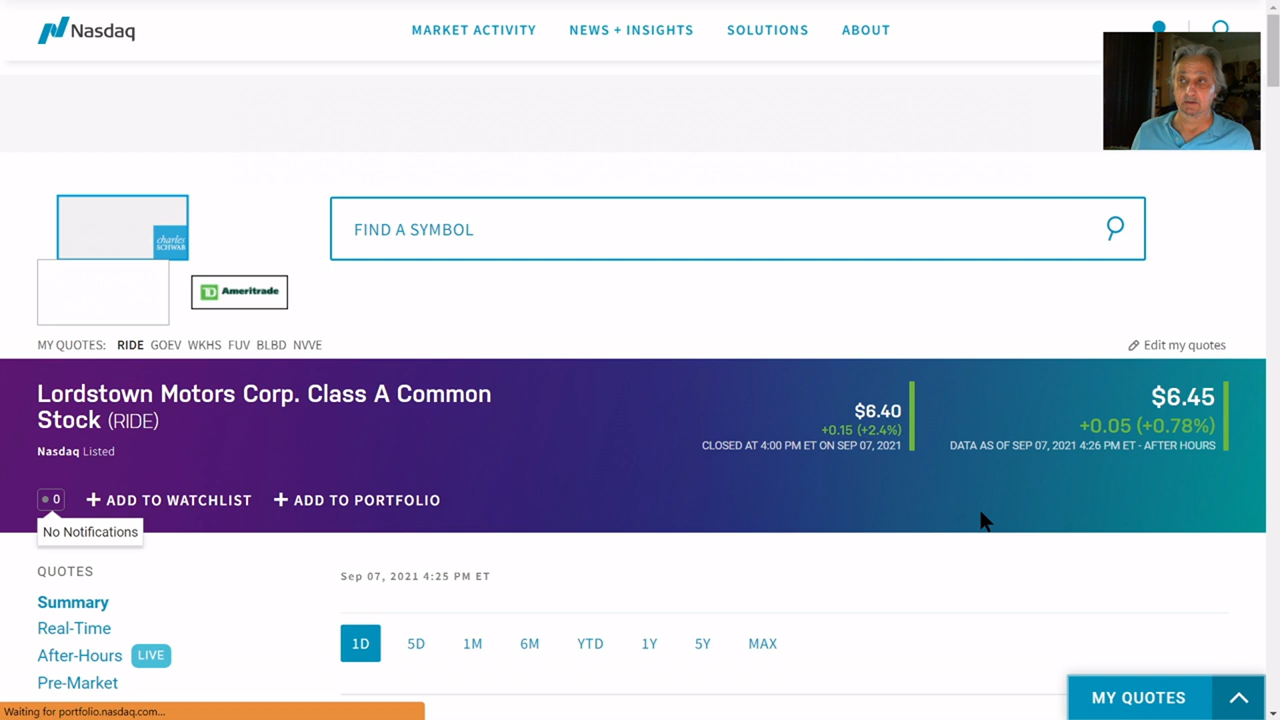 Nasdaq
MARKET ACTIVITY NEWS + INSIGHTS SOLUTIONS ABOUT
charles
SCHWAB
FIND A SYMBOL
TD Ameritrade
MY QUOTES: RIDE GOEV WKHS FUV BLBD NVVE
Edit my quotes
Lordstown Motors Corp. Class A Common
Stock (RIDE)
Nasdaq Listed
$6.40
+0.15 (+2.4%)
CLOSED AT 4:00 PM ET ON SEP 07, 2021
$6.45
+0.05 (+0.78%)
DATA AS OF SEP 07, 2021 4:26 PM ET - AFTER HOURS
0
+ ADD TO WATCHLIST + ADD TO PORTFOLIO
No Notifications
QUOTES
Summary
Real-Time
After-Hours LIVE
Pre-Market
Sep 07, 2021 4:25 PM ET
1D 5D 1M 6M YTD 1Y 5Y MAX
MY QUOTES
Waiting for portfolio.nasdaq.com...